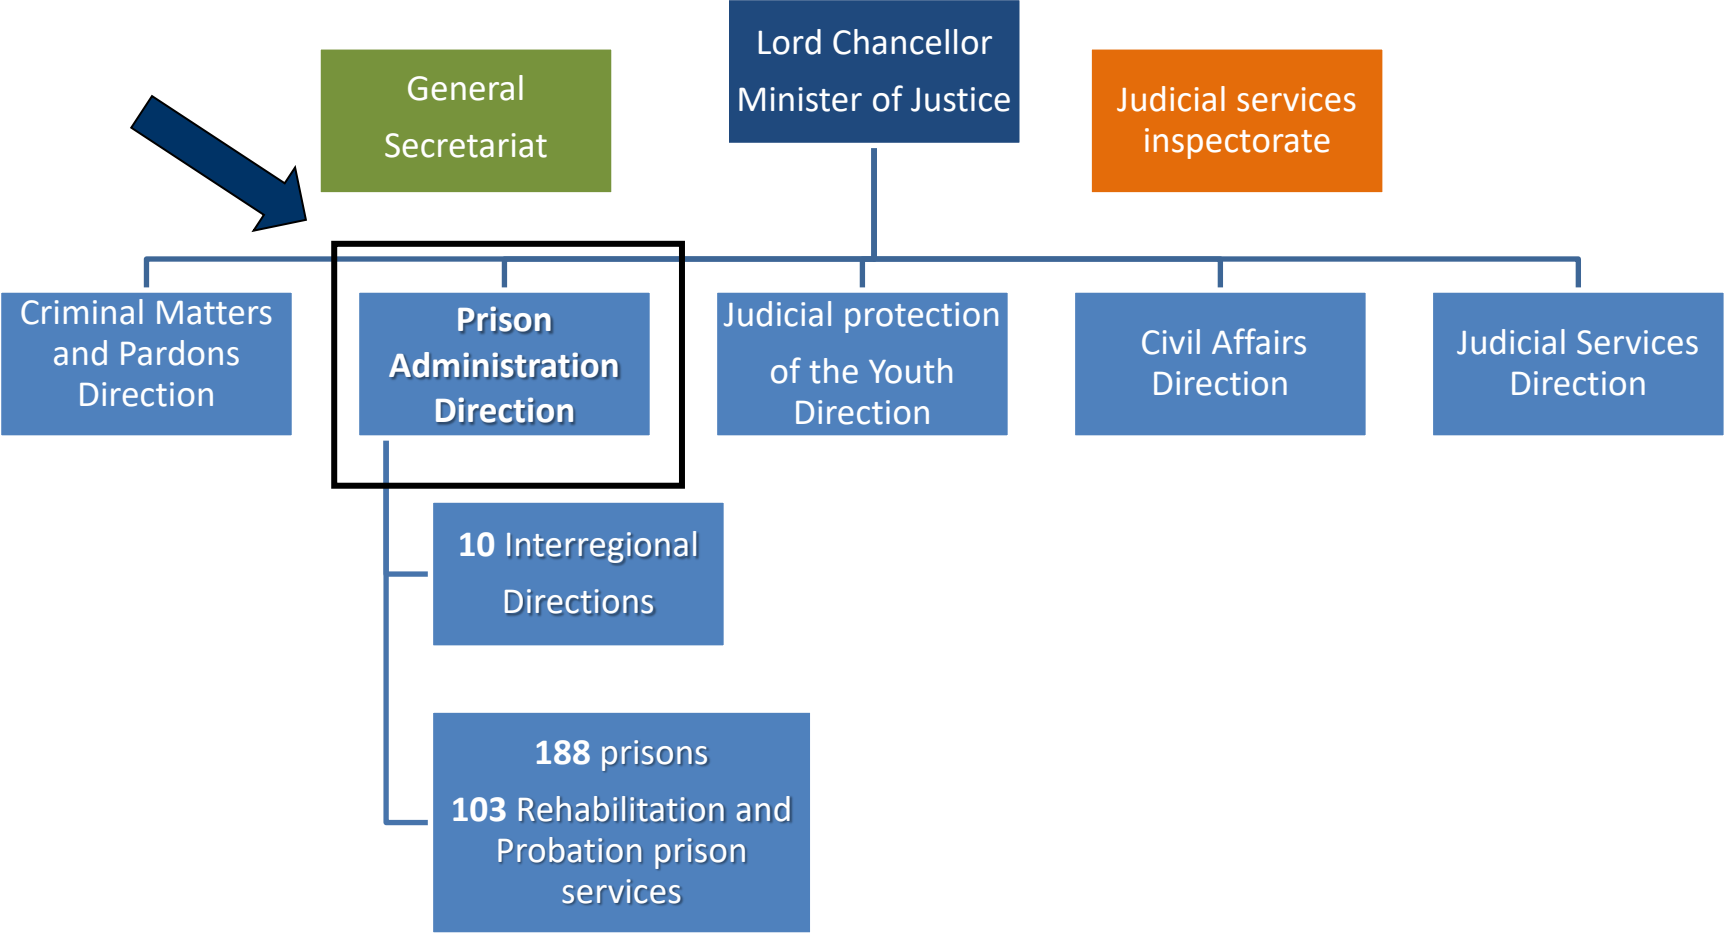 Lord Chancellor
Minister of Justice
General
Secretariat
Judicial services
inspectorate
Criminal Matters
and Pardons
Direction
Prison
Administration
Direction
Judicial protection
of the Youth
Direction
Civil Affairs
Direction
Judicial Services
Direction
10 Interregional
Directions
188 prisons
103 Rehabilitation and
Probation prison
services